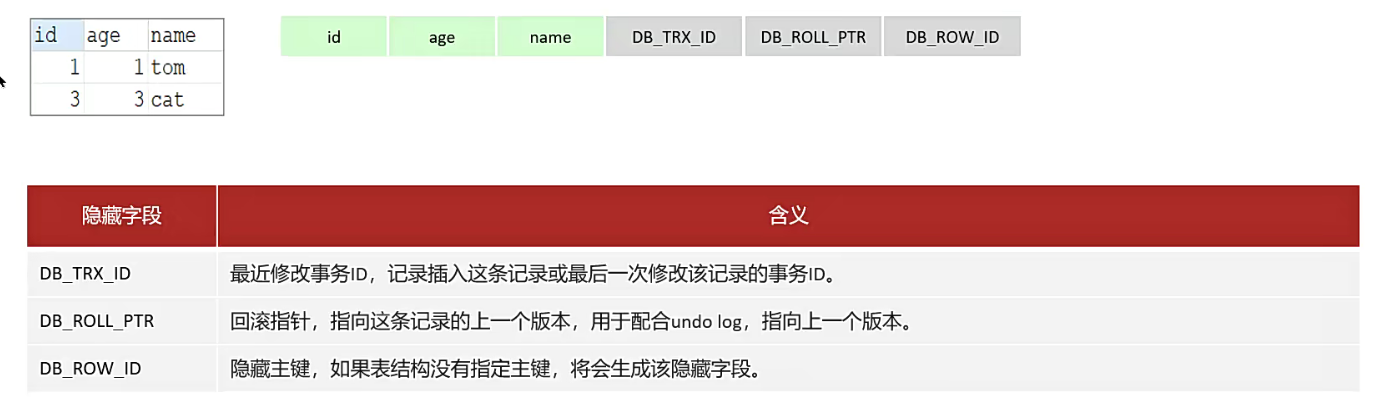 id age name
1 1 tom
3 3 cat
id age name DB_TRX_ID DB_ROLL_PTR DB_ROW_ID
隐藏字段 含义
DB_TRX_ID 最近修改事务ID，记录插入这条记录或最后一次修改该记录的事务ID。
DB_ROLL_PTR 回滚指针，指向这条记录的上一个版本，用于配合undo log，指向上一个版本。
DB_ROW_ID 隐藏主键，如果表结构没有指定主键，将会生成该隐藏字段。